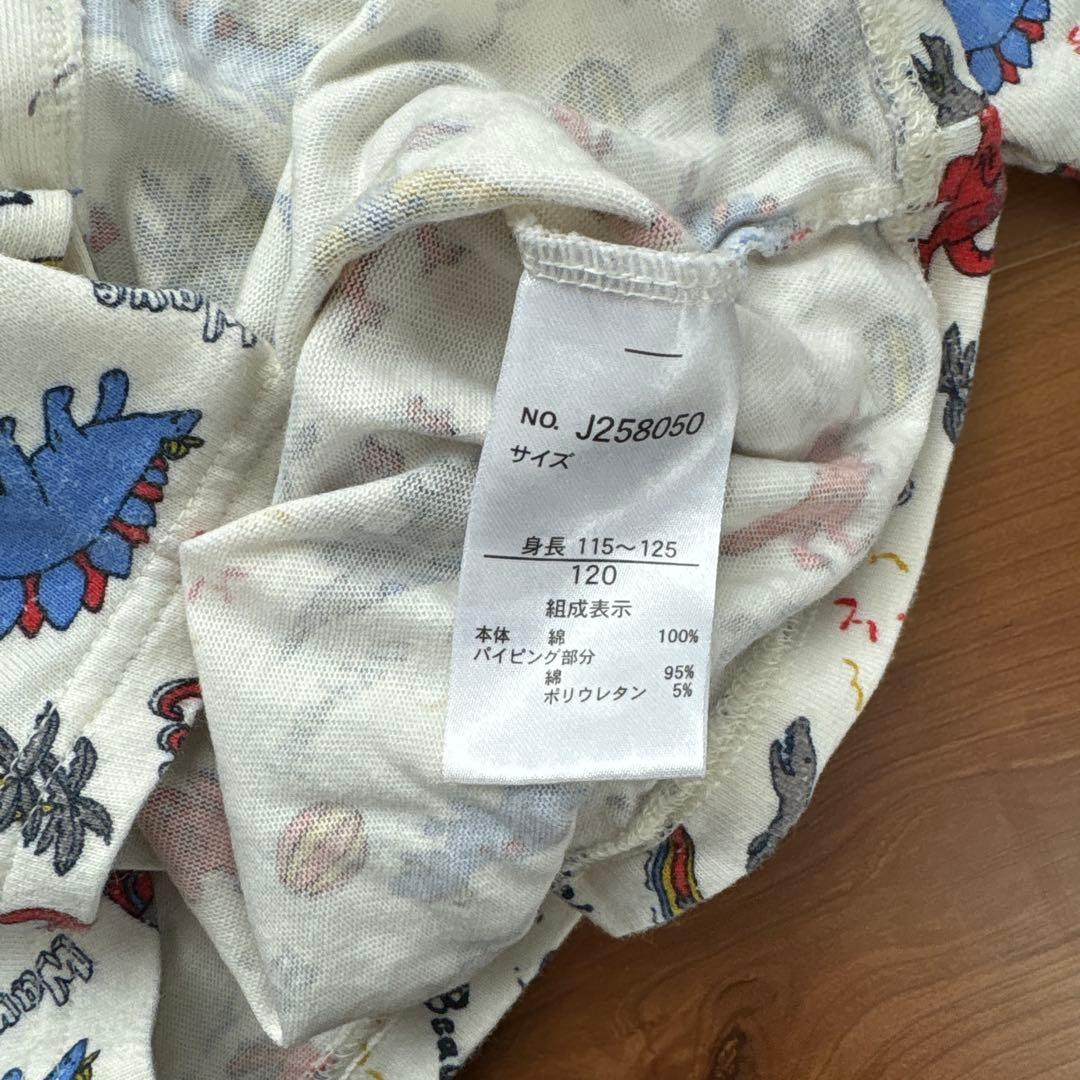 NO. J258050
サイズ
身長 115～125
120
組成表示
本体 綿 100%
パイピング部分
綿 95%
ポリウレタン 5%